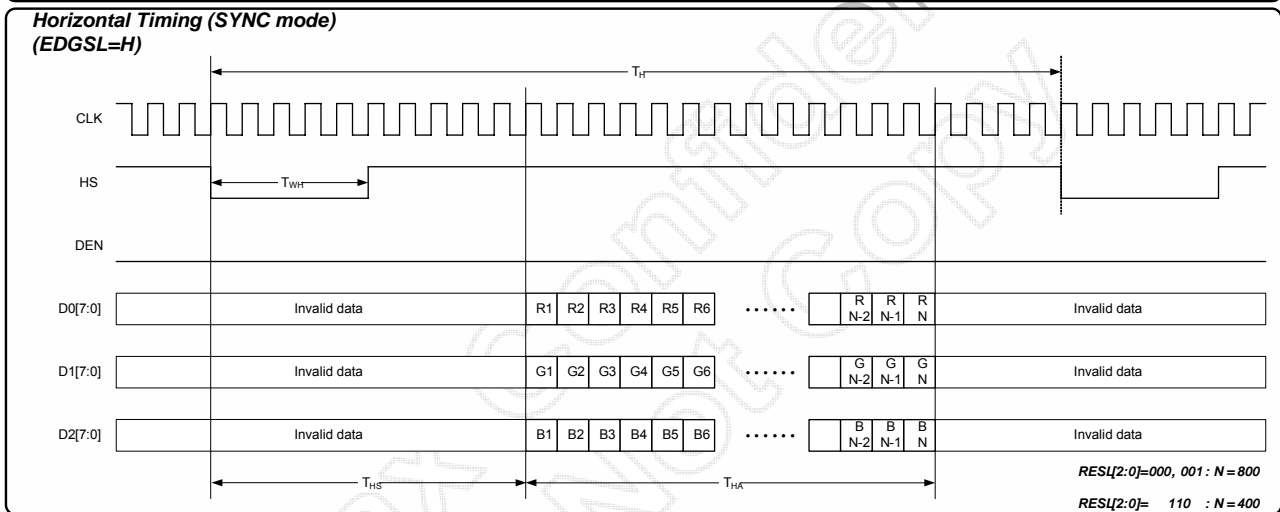 Horizontal Timing (SYNC mode)
(EDGSL=H)
TH
CLK
HS
TWH
DEN
D0[7:0] Invalid data R1 R2 R3 R4 R5 R6 ...... R N-2 R N-1 R N Invalid data
D1[7:0] Invalid data G1 G2 G3 G4 G5 G6 ...... G N-2 G N-1 G N Invalid data
D2[7:0] Invalid data B1 B2 B3 B4 B5 B6 ...... B N-2 B N-1 B N Invalid data
THS THA
RESL[2:0]=000, 001 : N = 800
RESL[2:0]= 110 : N = 400
Not Copy